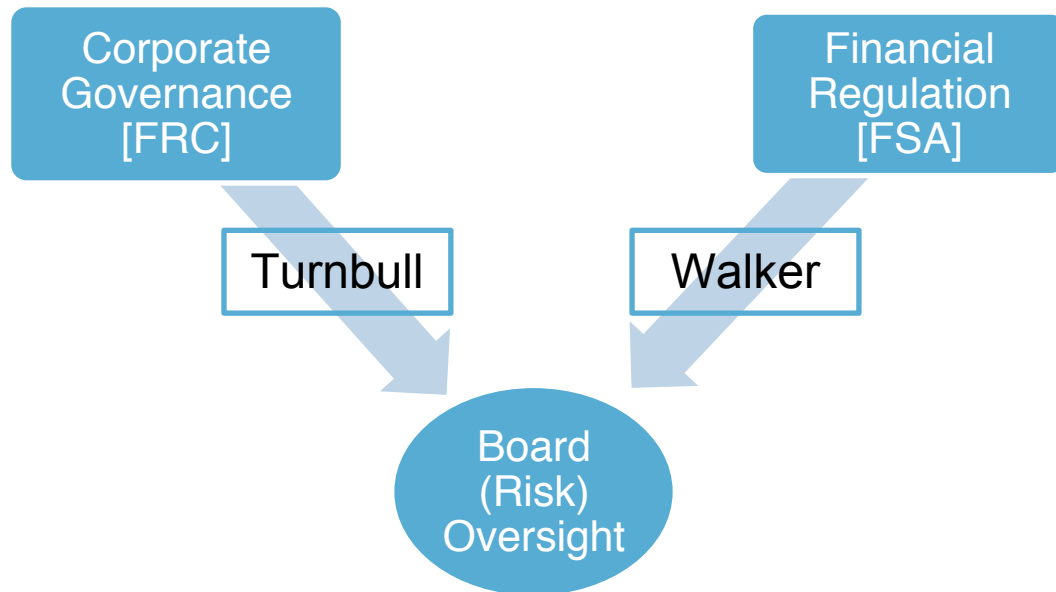 Corporate
Governance
[FRC]
Financial
Regulation
[FSA]
Turnbull
Walker
Board
(Risk)
Oversight